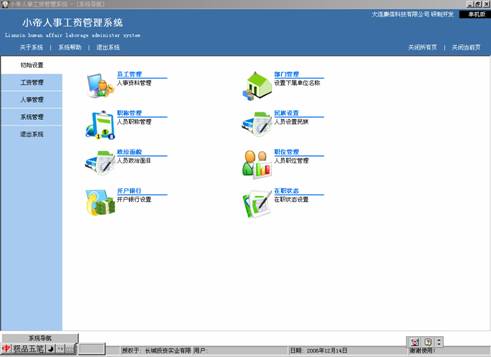 小帝人事工资管理系统 - [系统导航]
小帝人事工资管理系统
Lianxin human affair laborage administer system
大连廉信科技有限公司 研制开发 单机版
关于系统 | 系统帮助 | 退出系统
关闭所有页 | 关闭当前页
初始设置
工资管理
人事管理
系统管理
退出系统
员工管理
人事资料管理
部门管理
设置下属单位名称
职称管理
人员职称管理
民族设置
人员设置民族
政治面貌
人员政治面目
职位管理
人员职位管理
开户银行
开户银行设置
在职状态
在职状态设置
系统导航
极品五笔
授权于: 长城投资实业有限 用户:
日期: 2006年12月14日
谢谢使用!